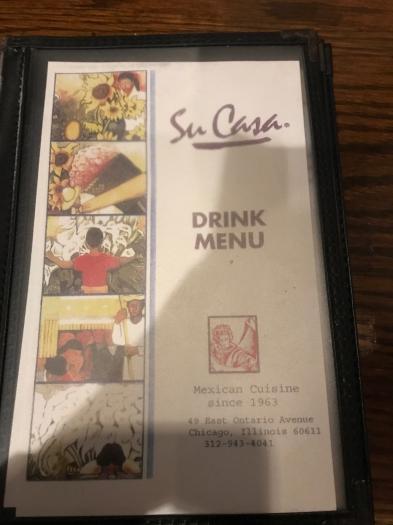 Su Casa.
DRINK
MENU
Mexican Cuisine
since 1963
49 East Ontario Avenue
Chicago, Illinois 60611
312-943-4041